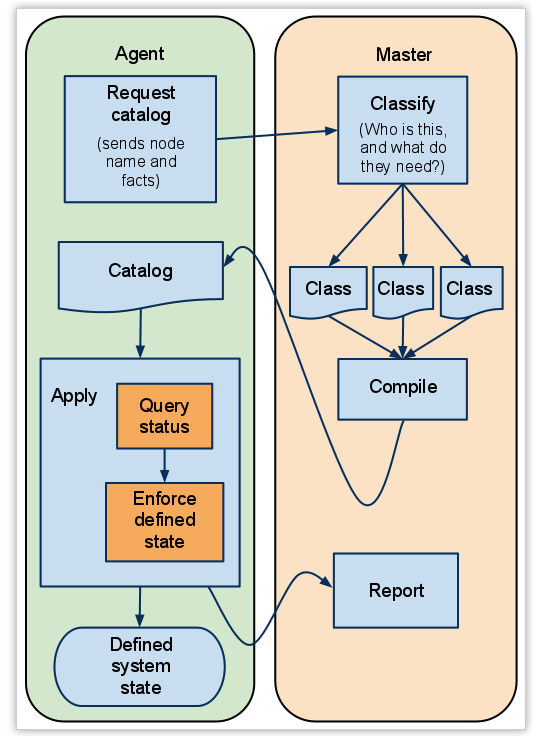 Agent
Request
catalog
(sends node
name and
facts)
Catalog
Apply
Query
status
Enforce
defined
state
Defined
system
state
Master
Classify
(Who is this,
and what do
they need?)
Class
Class
Class
Compile
Report